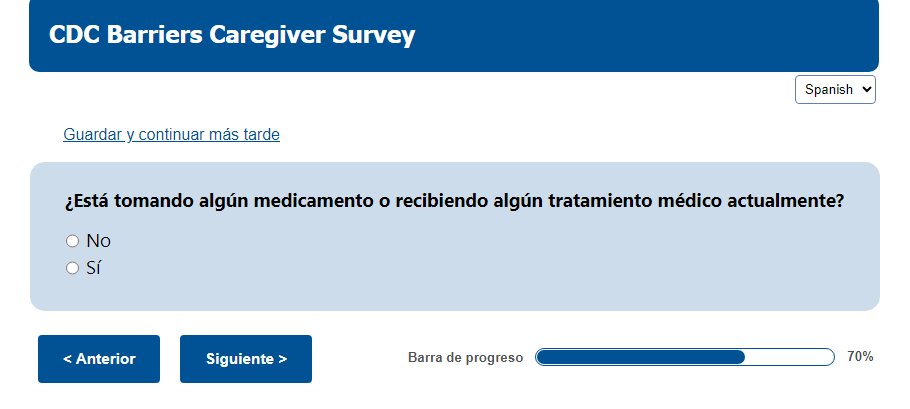 CDC Barriers Caregiver Survey
Spanish
Guardar y continuar más tarde
¿Está tomando algún medicamento o recibiendo algún tratamiento médico actualmente?
No
Sí
< Anterior
Siguiente >
Barra de progreso
70%